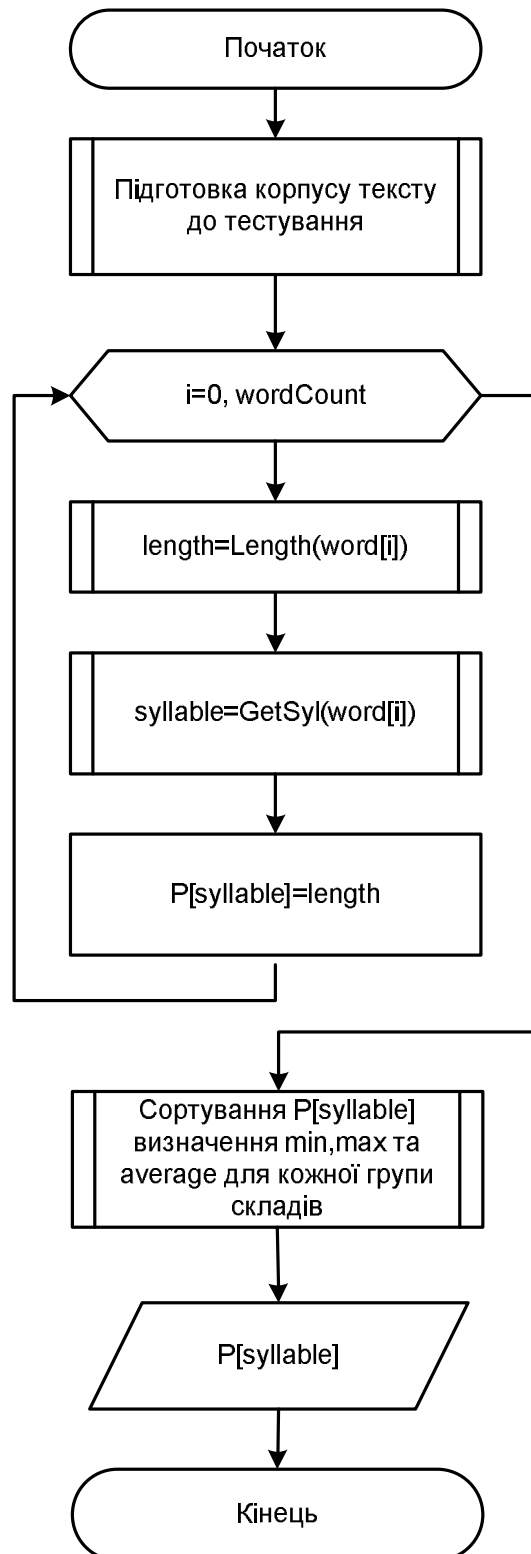 Початок
Підготовка корпусу тексту
до тестування
i=0, wordCount
length=Length(word[i])
syllable=GetSyl(word[i])
P[syllable]=length
Сортування P[syllable]
визначення min,max та
average для кожної групи
складів
P[syllable]
Кінець